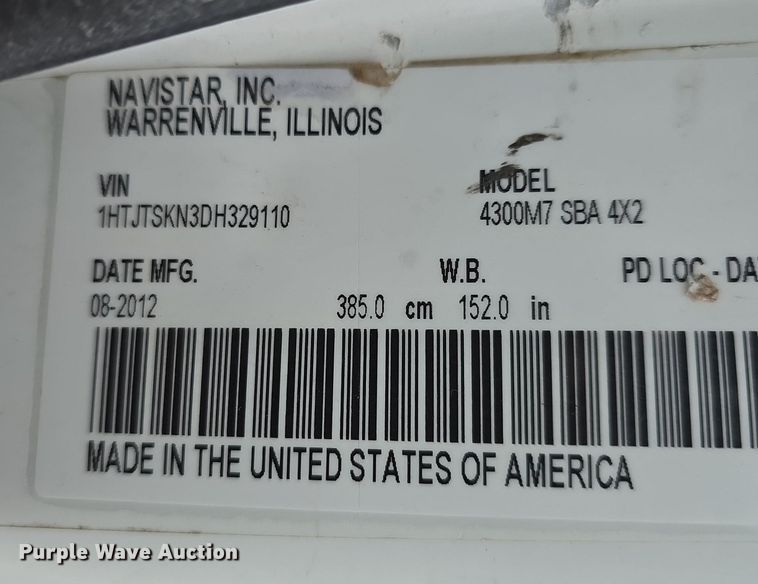 NAVISTAR, INC.
WARRENVILLE, ILLINOIS
VIN MODEL
1HTJTSKN3DH329110 4300M7 SBA 4X2
DATE MFG. W.B. PD LOC - DA
08-2012 385.0 cm 152.0 in
MADE IN THE UNITED STATES OF AMERICA
Purple Wave Auction